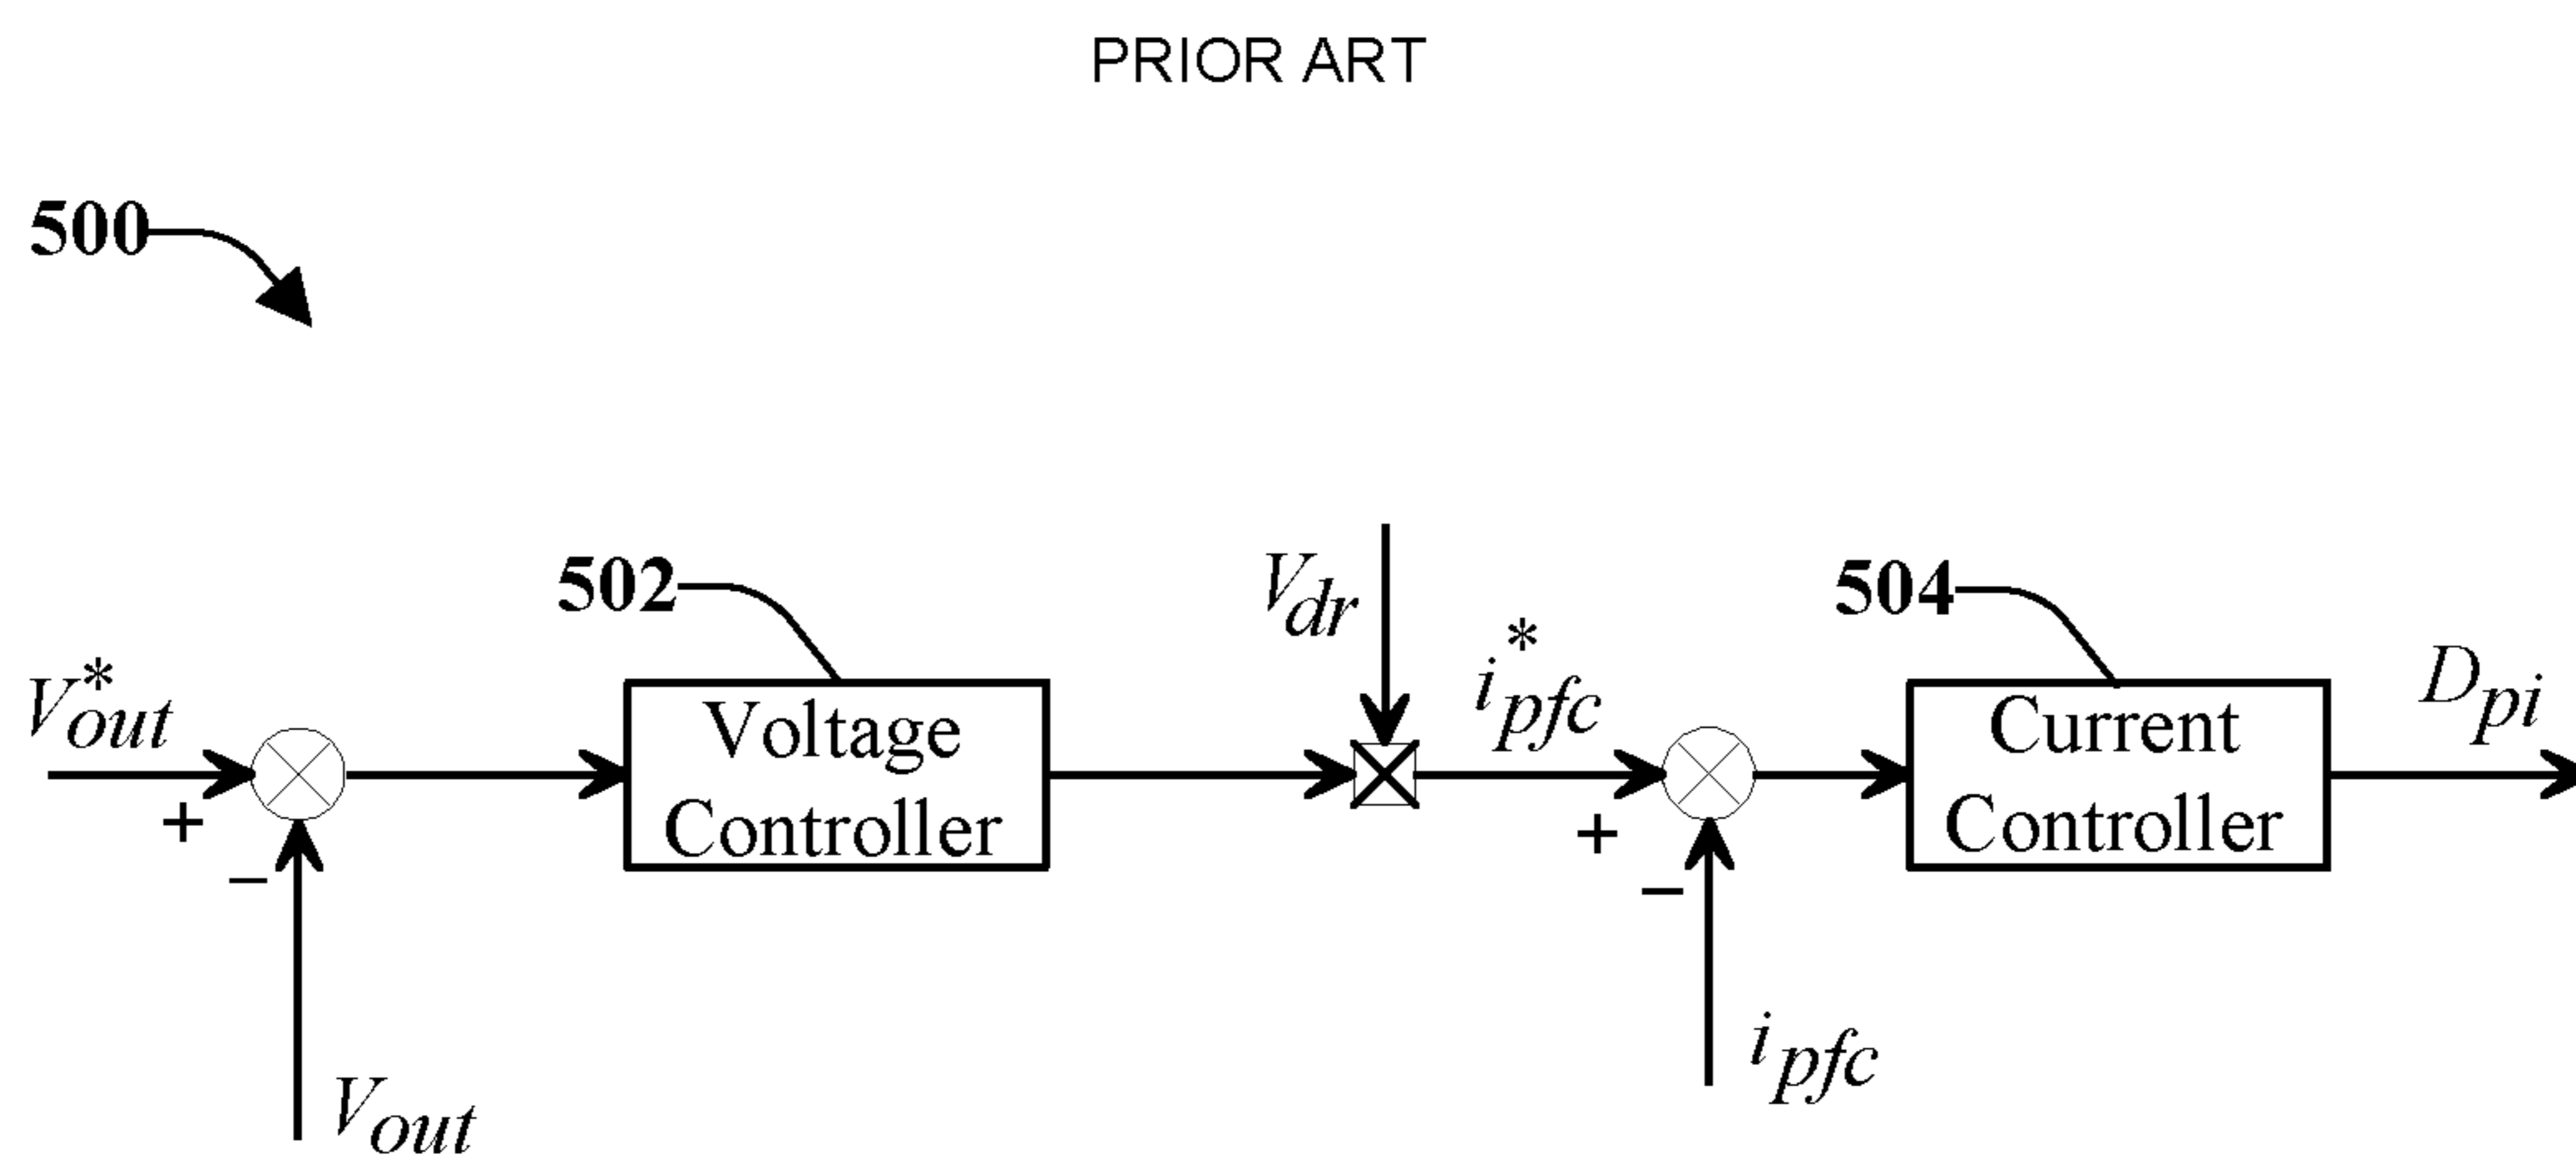 PRIOR ART
500
502
504
V*out
+
−
Vout
Voltage
Controller
Vdr
i*pfc
+
−
ipfc
Current
Controller
Dpi